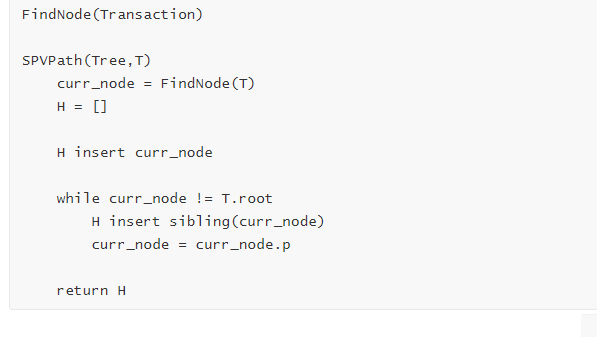 FindNode(Transaction)
SPVPath(Tree,T)
curr_node = FindNode(T)
H = []
H insert curr_node
while curr_node != T.root
H insert sibling(curr_node)
curr_node = curr_node.p
return H